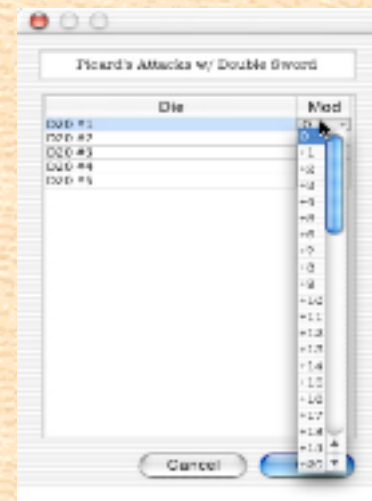 Picard's Attacks w/ Double Sword
Die Mod
D20 #1 0
D20 #2 0
D20 #3 +1
D20 #4 +2
D20 #5 +3
+4
+5
+6
+7
+8
+9
+10
+11
+12
+13
+14
+15
+16
+17
+18
+19
+20
Cancel